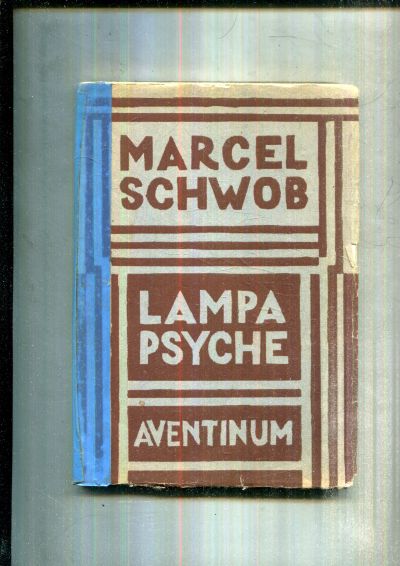 MARCEL
SCHWOB
LAMPA
PSYCHE
AVENTINUM